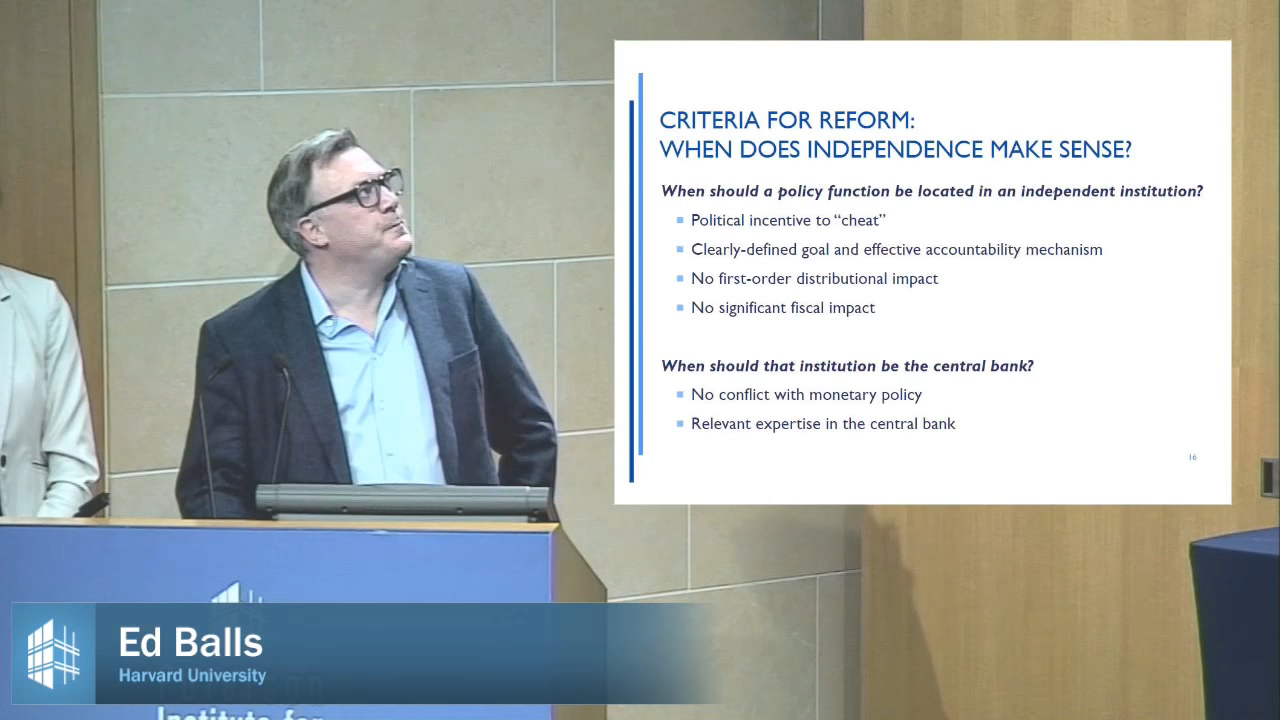 CRITERIA FOR REFORM:
WHEN DOES INDEPENDENCE MAKE SENSE?
When should a policy function be located in an independent institution?
Political incentive to “cheat”
Clearly-defined goal and effective accountability mechanism
No first-order distributional impact
No significant fiscal impact
When should that institution be the central bank?
No conflict with monetary policy
Relevant expertise in the central bank
16
Ed Balls
Harvard University
Institute for